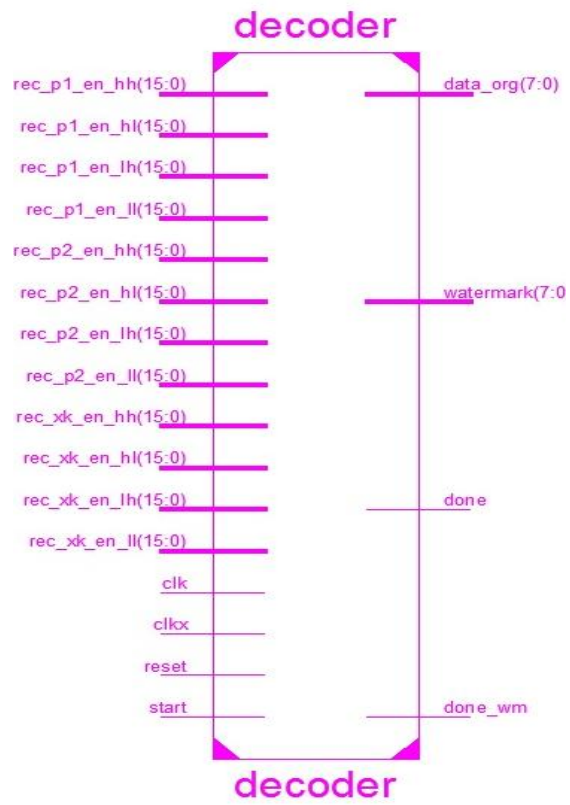 decoder
rec_p1_en_hh(15:0)
data_org(7:0)
rec_p1_en_hl(15:0)
rec_p1_en_lh(15:0)
rec_p1_en_ll(15:0)
rec_p2_en_hh(15:0)
rec_p2_en_hl(15:0)
watermark(7:0
rec_p2_en_lh(15:0)
rec_p2_en_ll(15:0)
rec_xk_en_hh(15:0)
rec_xk_en_hl(15:0)
rec_xk_en_lh(15:0)
done
rec_xk_en_ll(15:0)
clk
clkx
reset
start
done_wm
decoder